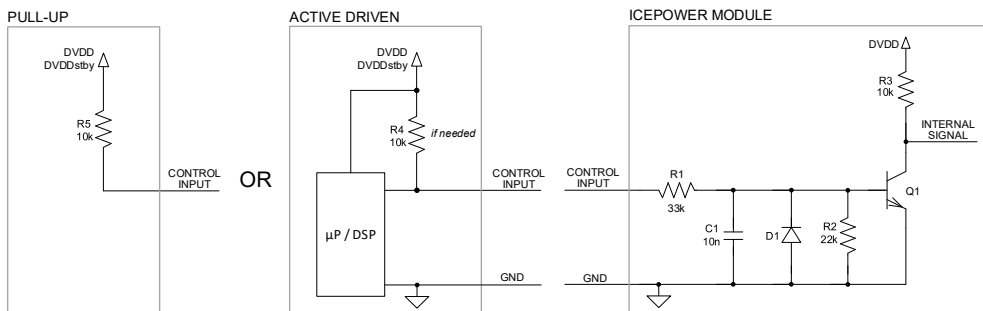 PULL-UP
DVDD
DVDDstby
R5
10k
CONTROL
INPUT
OR
ACTIVE DRIVEN
DVDD
DVDDstby
R4
10k
if needed
µP / DSP
CONTROL
INPUT
GND
ICEPOWER MODULE
CONTROL
INPUT
GND
R1
33k
C1
10n
D1
R2
22k
DVDD
R3
10k
INTERNAL
SIGNAL
Q1